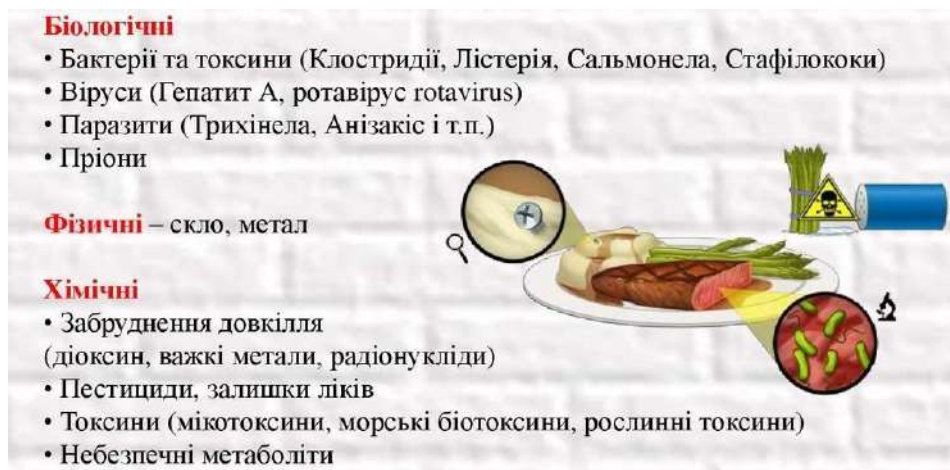 Біологічні
• Бактерії та токсини (Клостридії, Лістерія, Сальмонела, Стафілококи)
• Віруси (Гепатит А, ротавірус rotavirus)
• Паразити (Трихінела, Анізакіс і т.п.)
• Пріони
Фізичні – скло, метал
Хімічні
• Забруднення довкілля
(діоксин, важкі метали, радіонукліди)
• Пестициди, залишки ліків
• Токсини (мікотоксини, морські біотоксини, рослинні токсини)
• Небезпечні метаболіти